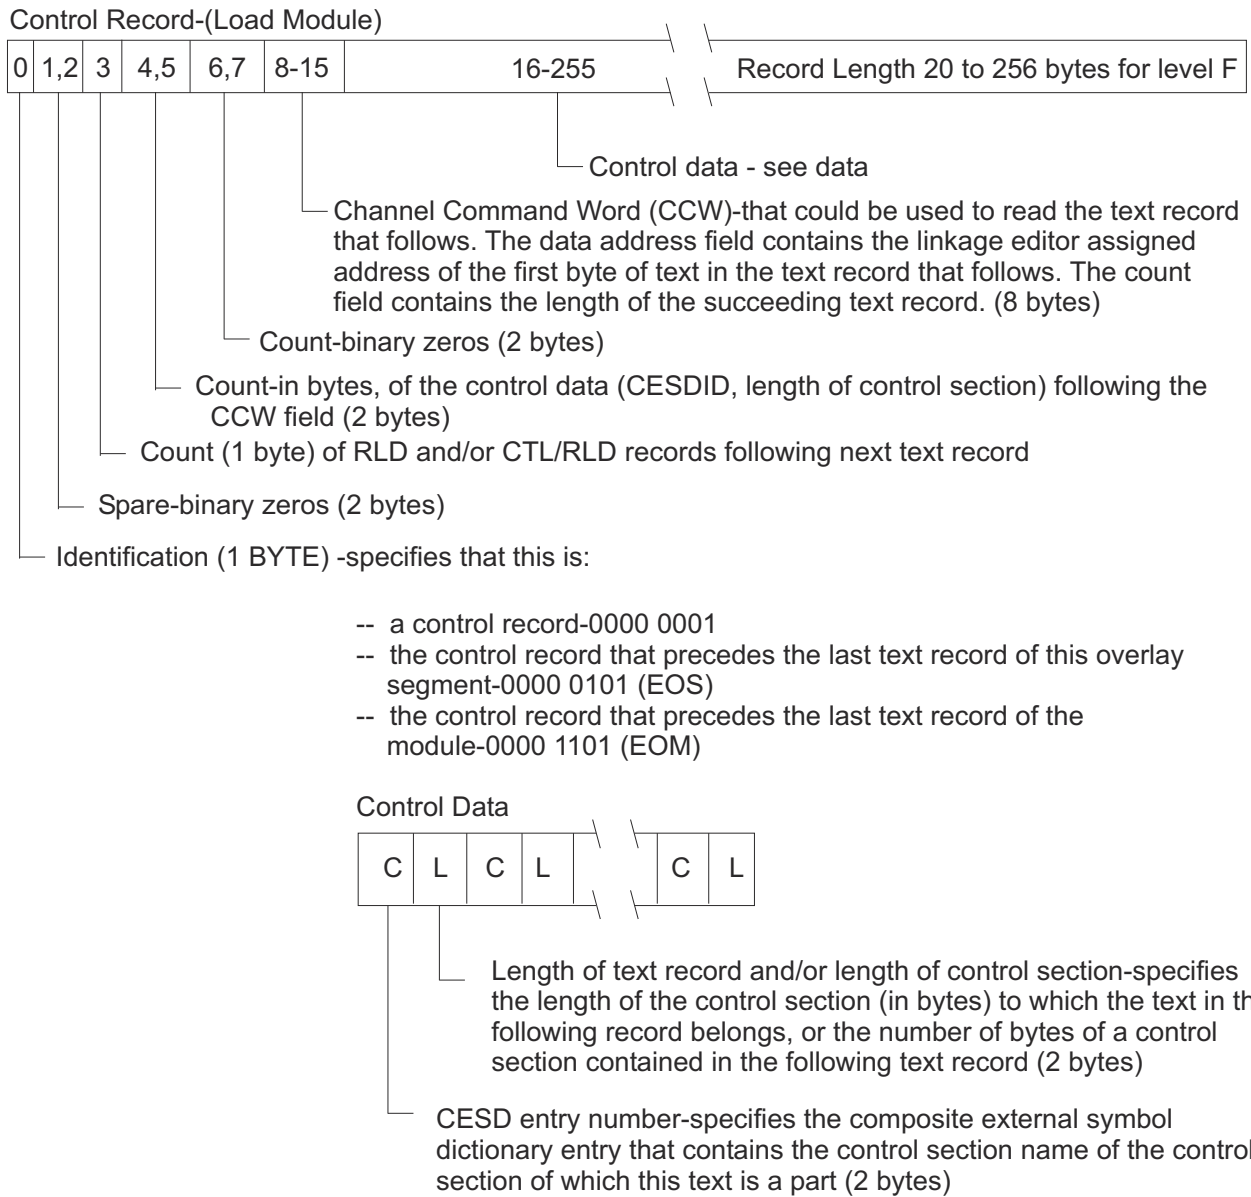 Control Record-(Load Module)
0 1,2 3 4,5 6,7 8-15 16-255 Record Length 20 to 256 bytes for level F
Control data - see data
Channel Command Word (CCW)-that could be used to read the text record
that follows. The data address field contains the linkage editor assigned
address of the first byte of text in the text record that follows. The count
field contains the length of the succeeding text record. (8 bytes)
Count-binary zeros (2 bytes)
Count-in bytes, of the control data (CESDID, length of control section) following the
CCW field (2 bytes)
Count (1 byte) of RLD and/or CTL/RLD records following next text record
Spare-binary zeros (2 bytes)
Identification (1 BYTE) -specifies that this is:
-- a control record-0000 0001
-- the control record that precedes the last text record of this overlay
segment-0000 0101 (EOS)
-- the control record that precedes the last text record of the
module-0000 1101 (EOM)
Control Data
C L C L C L
Length of text record and/or length of control section-specifies
the length of the control section (in bytes) to which the text in th
following record belongs, or the number of bytes of a control
section contained in the following text record (2 bytes)
CESD entry number-specifies the composite external symbol
dictionary entry that contains the control section name of the control
section of which this text is a part (2 bytes)